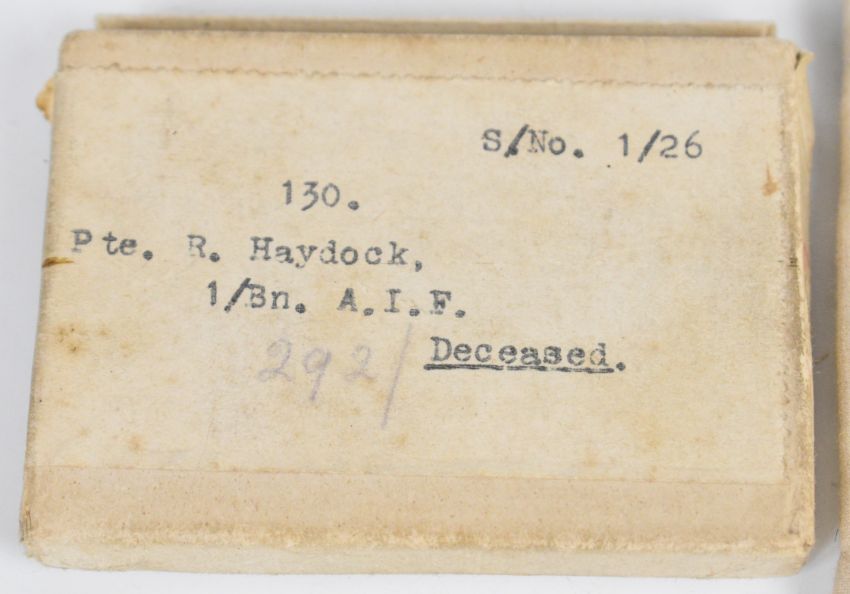 S/No. 1/26
130.
Pte. R. Haydock,
1/Bn. A.I.F.
Deceased.
292/